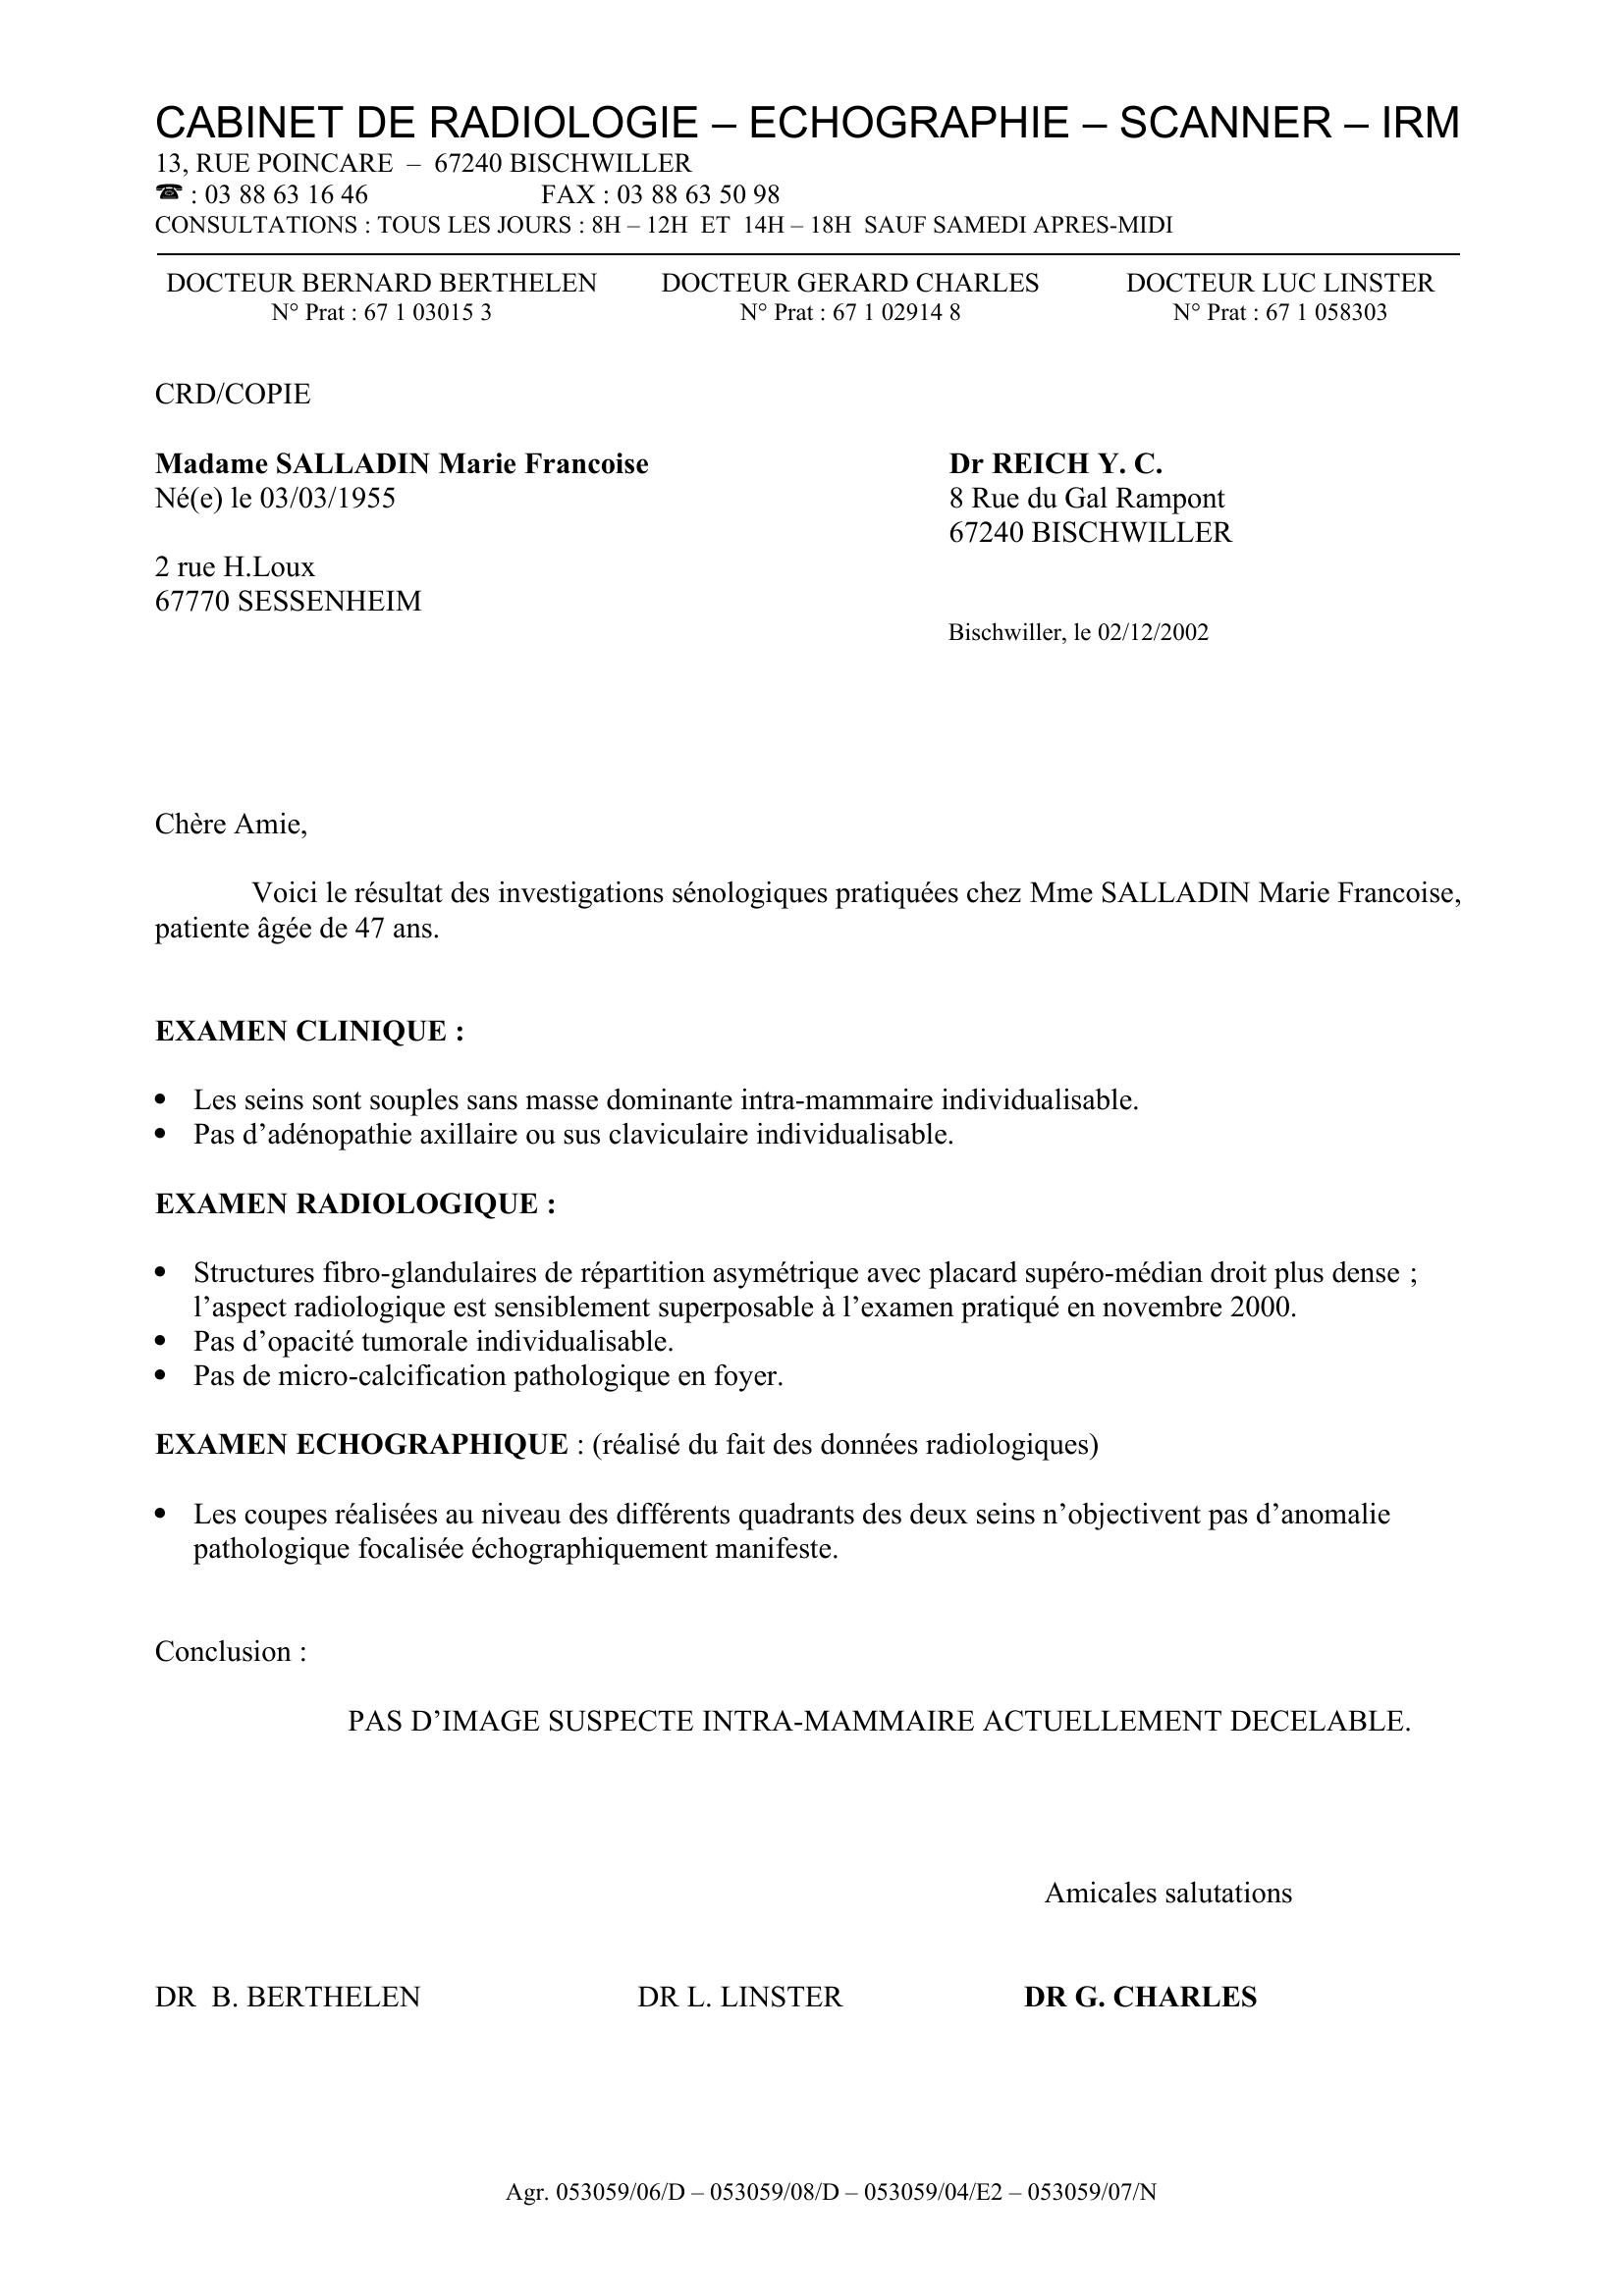 CABINET DE RADIOLOGIE – ECHOGRAPHIE – SCANNER – IRM
13, RUE POINCARE – 67240 BISCHWILLER
☎ : 03 88 63 16 46 FAX : 03 88 63 50 98
CONSULTATIONS : TOUS LES JOURS : 8H – 12H ET 14H – 18H SAUF SAMEDI APRES-MIDI
DOCTEUR BERNARD BERTHELEN DOCTEUR GERARD CHARLES DOCTEUR LUC LINSTER
N° Prat : 67 1 03015 3 N° Prat : 67 1 02914 8 N° Prat : 67 1 058303
CRD/COPIE
Madame SALLADIN Marie Francoise Dr REICH Y. C.
Né(e) le 03/03/1955 8 Rue du Gal Rampont
67240 BISCHWILLER
2 rue H.Loux
67770 SESSENHEIM
Bischwiller, le 02/12/2002
Chère Amie,
Voici le résultat des investigations sénologiques pratiquées chez Mme SALLADIN Marie Francoise,
patiente âgée de 47 ans.
EXAMEN CLINIQUE :
• Les seins sont souples sans masse dominante intra-mammaire individualisable.
• Pas d’adénopathie axillaire ou sus claviculaire individualisable.
EXAMEN RADIOLOGIQUE :
• Structures fibro-glandulaires de répartition asymétrique avec placard supéro-médian droit plus dense ;
l’aspect radiologique est sensiblement superposable à l’examen pratiqué en novembre 2000.
• Pas d’opacité tumorale individualisable.
• Pas de micro-calcification pathologique en foyer.
EXAMEN ECHOGRAPHIQUE : (réalisé du fait des données radiologiques)
• Les coupes réalisées au niveau des différents quadrants des deux seins n’objectivent pas d’anomalie
pathologique focalisée échographiquement manifeste.
Conclusion :
PAS D’IMAGE SUSPECTE INTRA-MAMMAIRE ACTUELLEMENT DECELABLE.
Amicales salutations
DR B. BERTHELEN DR L. LINSTER DR G. CHARLES
Agr. 053059/06/D – 053059/08/D – 053059/04/E2 – 053059/07/N